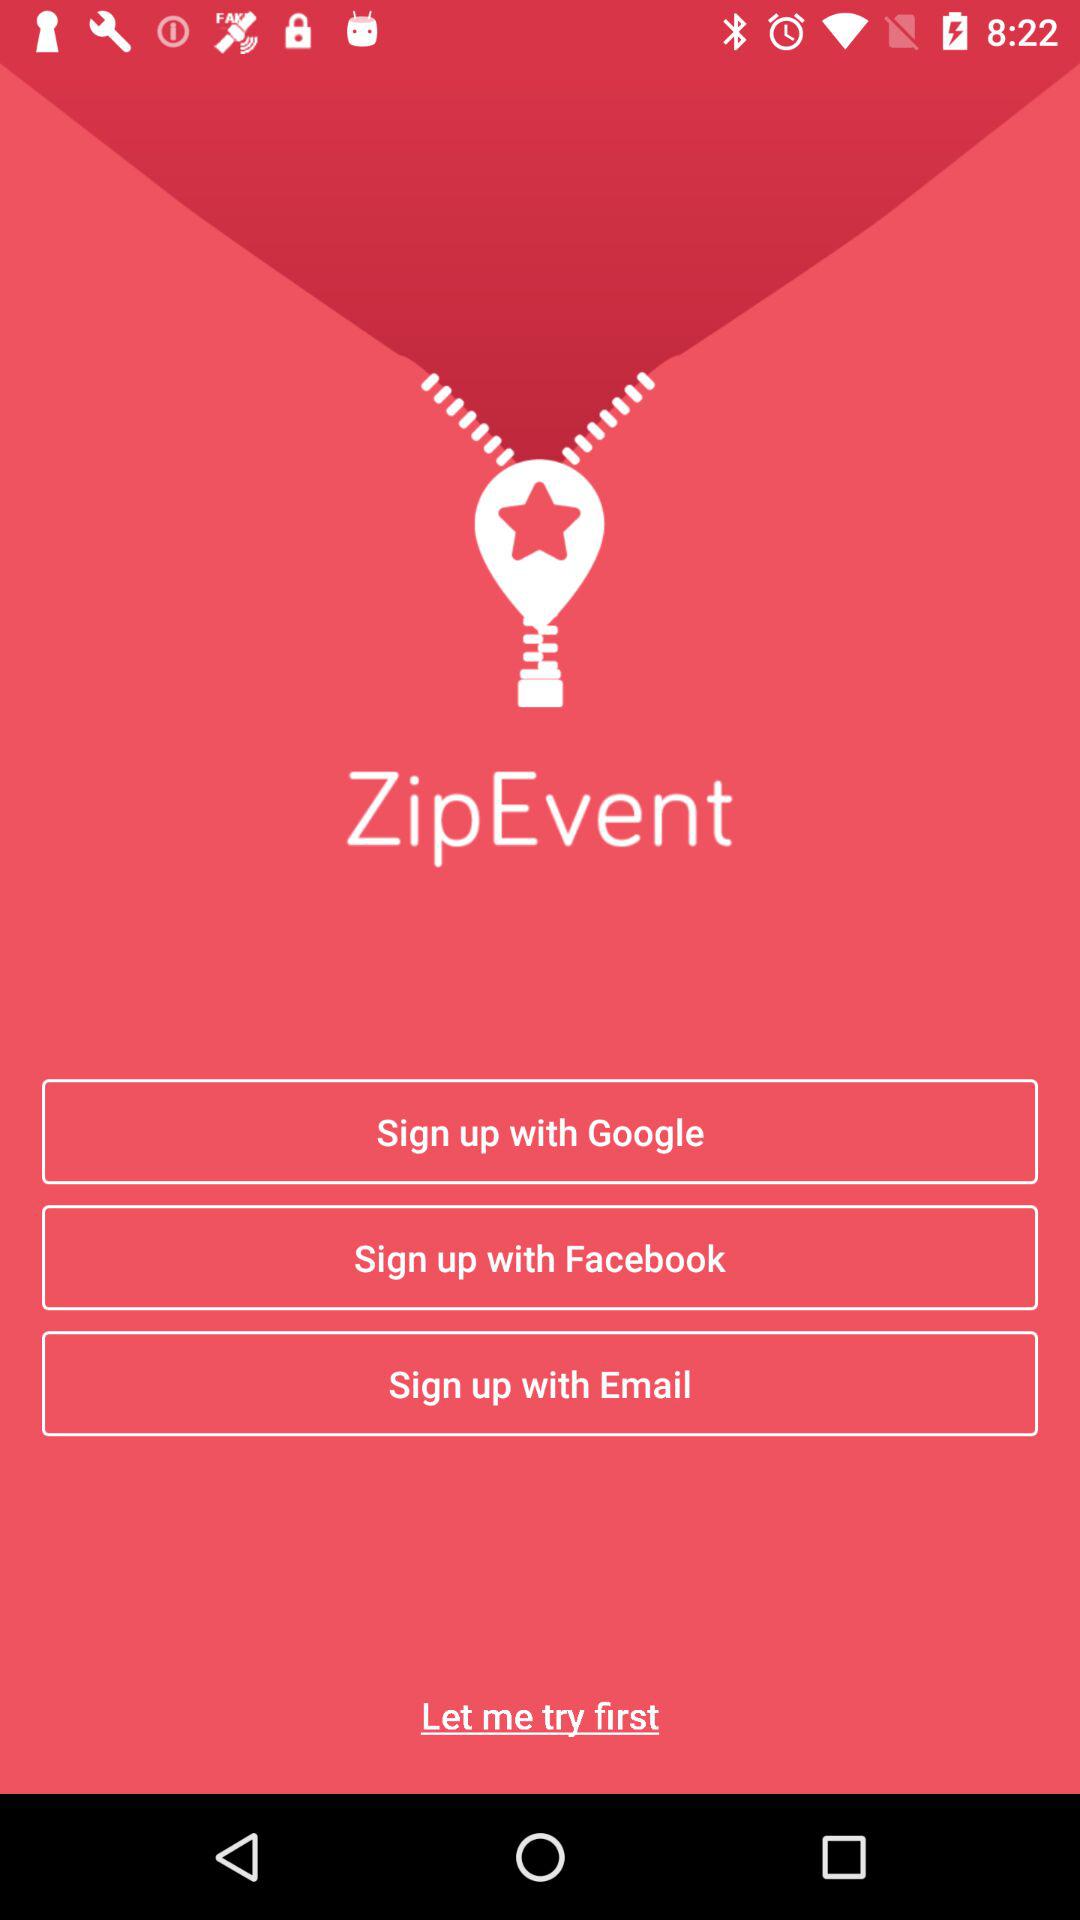 FAKE
8:22
ZipEvent
Sign up with Google
Sign up with Facebook
Sign up with Email
Let me try first